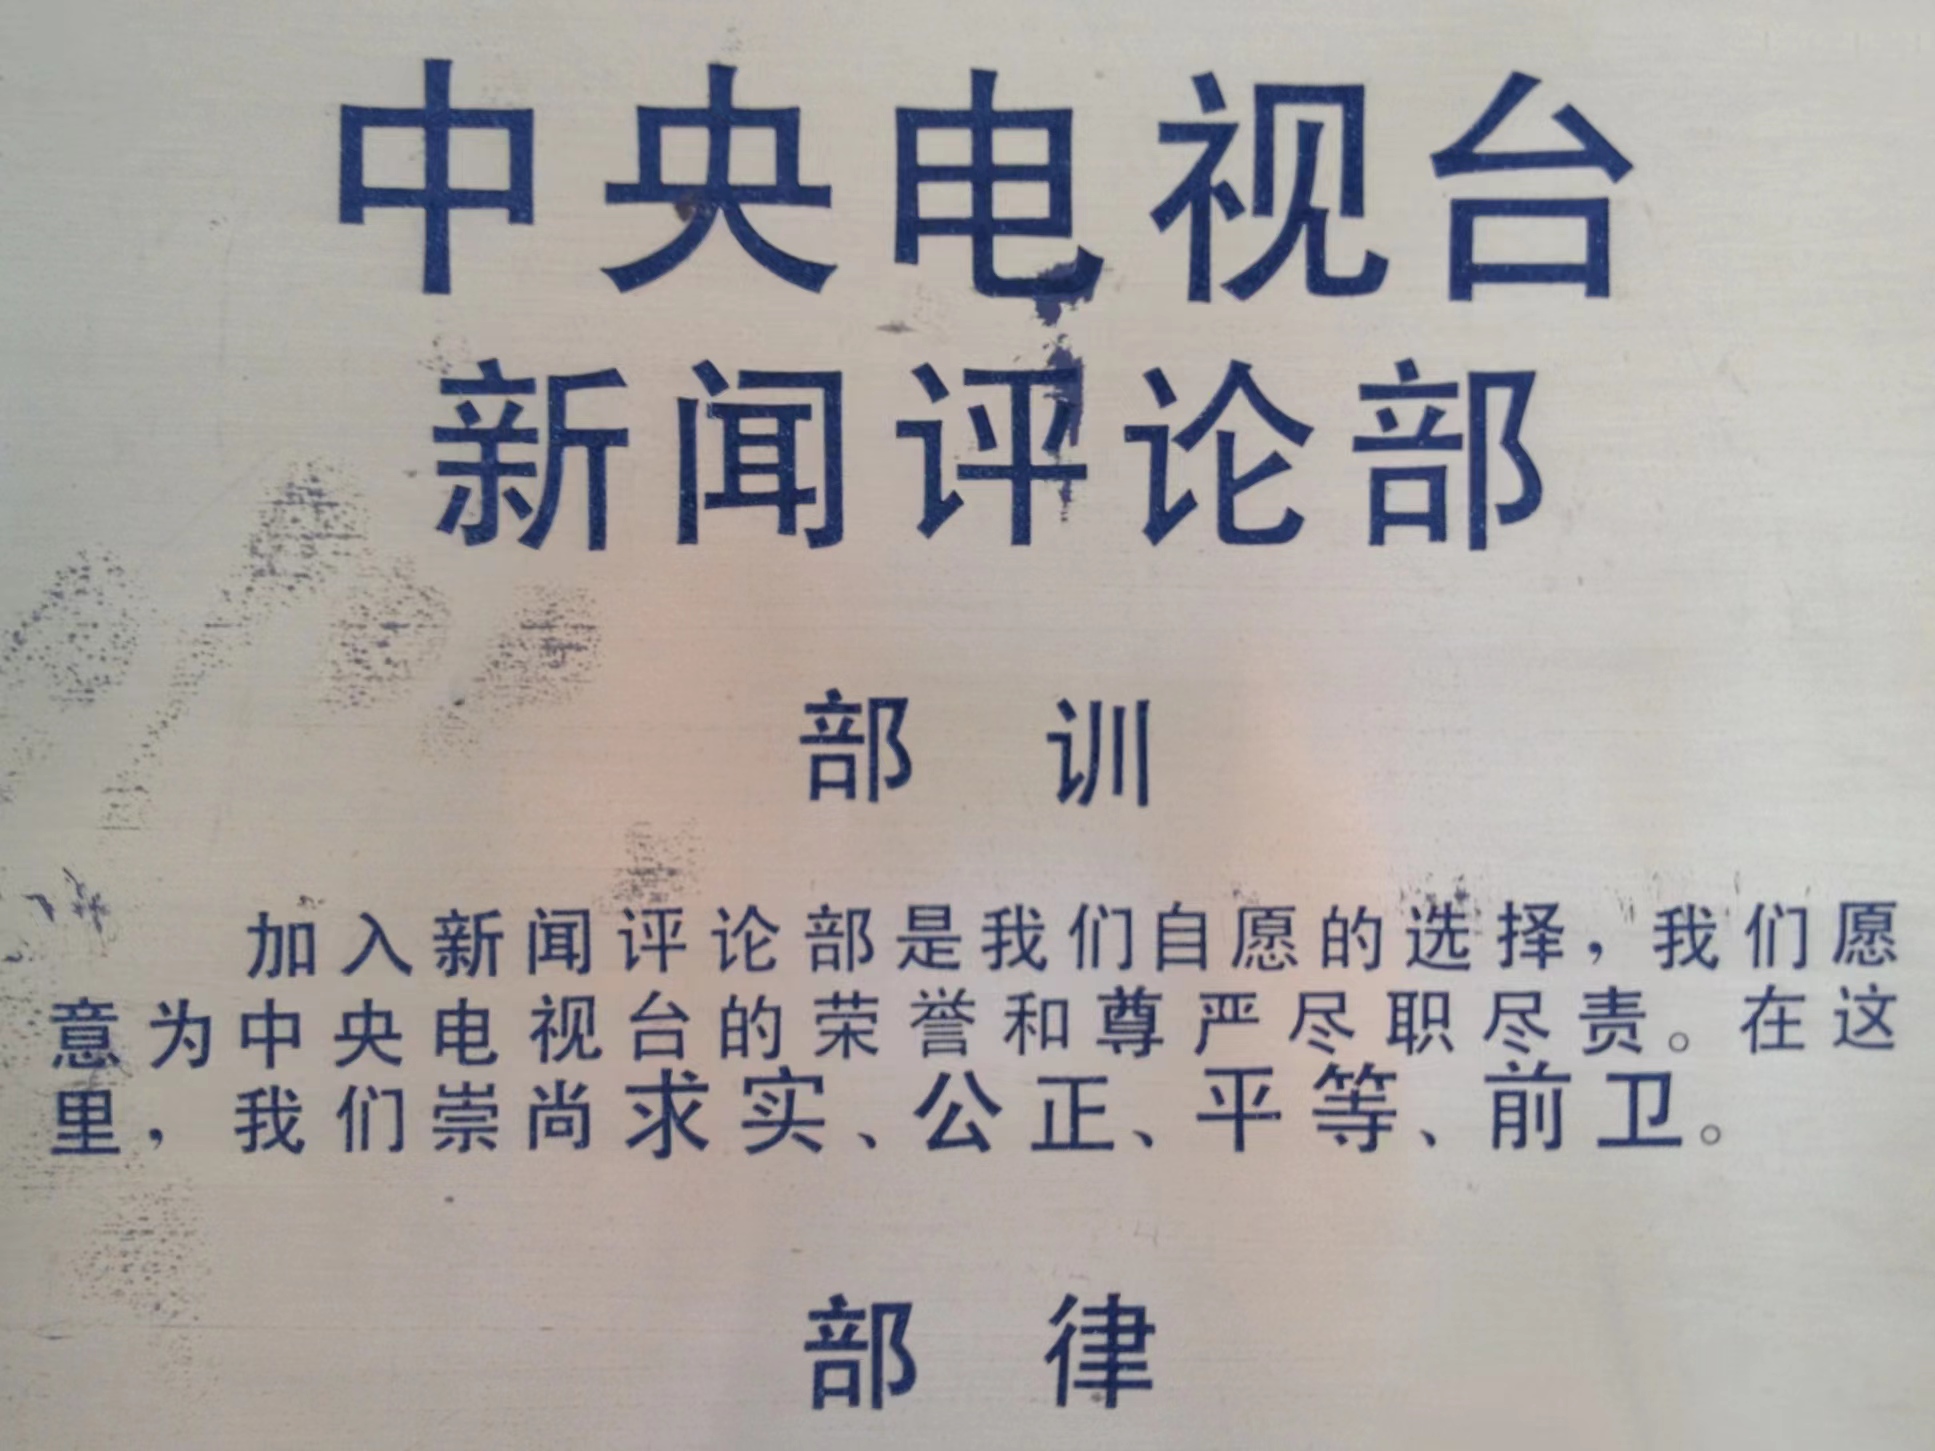 中央电视台
新闻评论部
部 训
加入新闻评论部是我们自愿的选择，我们愿
意为中央电视台的荣誉和尊严尽职尽责。在这
里，我们崇尚求实、公正、平等、前卫。
部 律